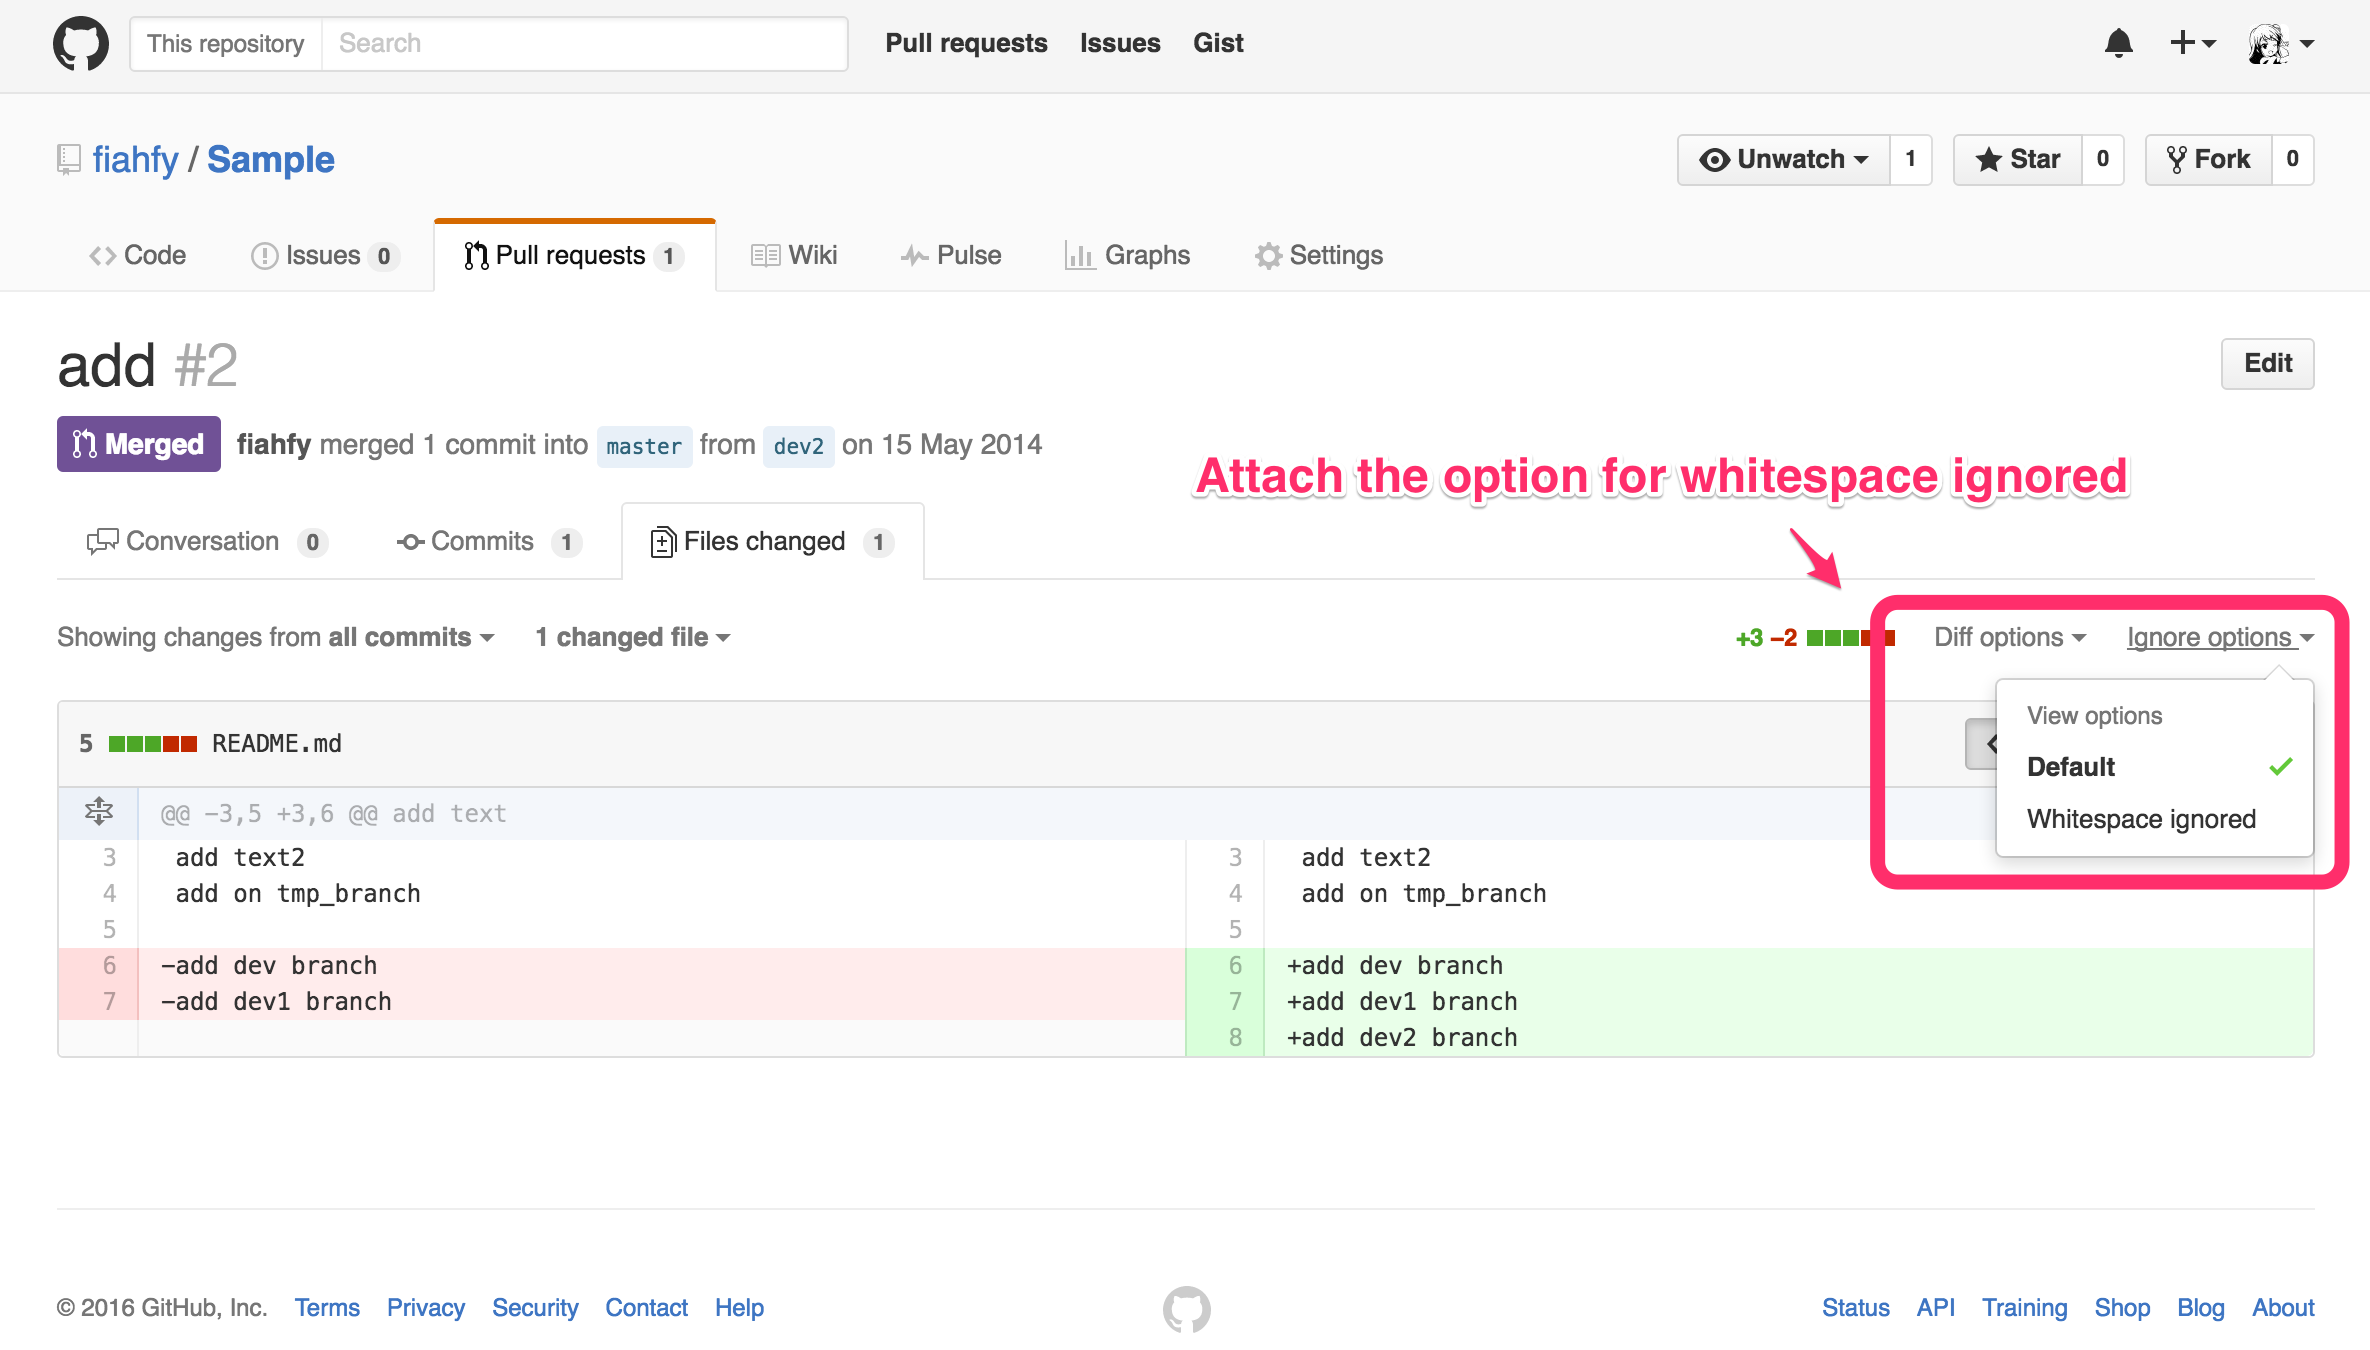 This repository Search Pull requests Issues Gist
fiahfy / Sample Unwatch 1 Star 0 Fork 0
Code Issues 0 Pull requests 1 Wiki Pulse Graphs Settings
add #2 Edit
Merged fiahfy merged 1 commit into master from dev2 on 15 May 2014
Attach the option for whitespace ignored
Conversation 0 Commits 1 Files changed 1
Showing changes from all commits 1 changed file +3 −2 Diff options Ignore options
View options
Default
Whitespace ignored
5 README.md
@@ −3,5 +3,6 @@ add text
3 add text2 3 add text2
4 add on tmp_branch 4 add on tmp_branch
5 5
6 −add dev branch 6 +add dev branch
7 −add dev1 branch 7 +add dev1 branch
8 +add dev2 branch
© 2016 GitHub, Inc. Terms Privacy Security Contact Help Status API Training Shop Blog About